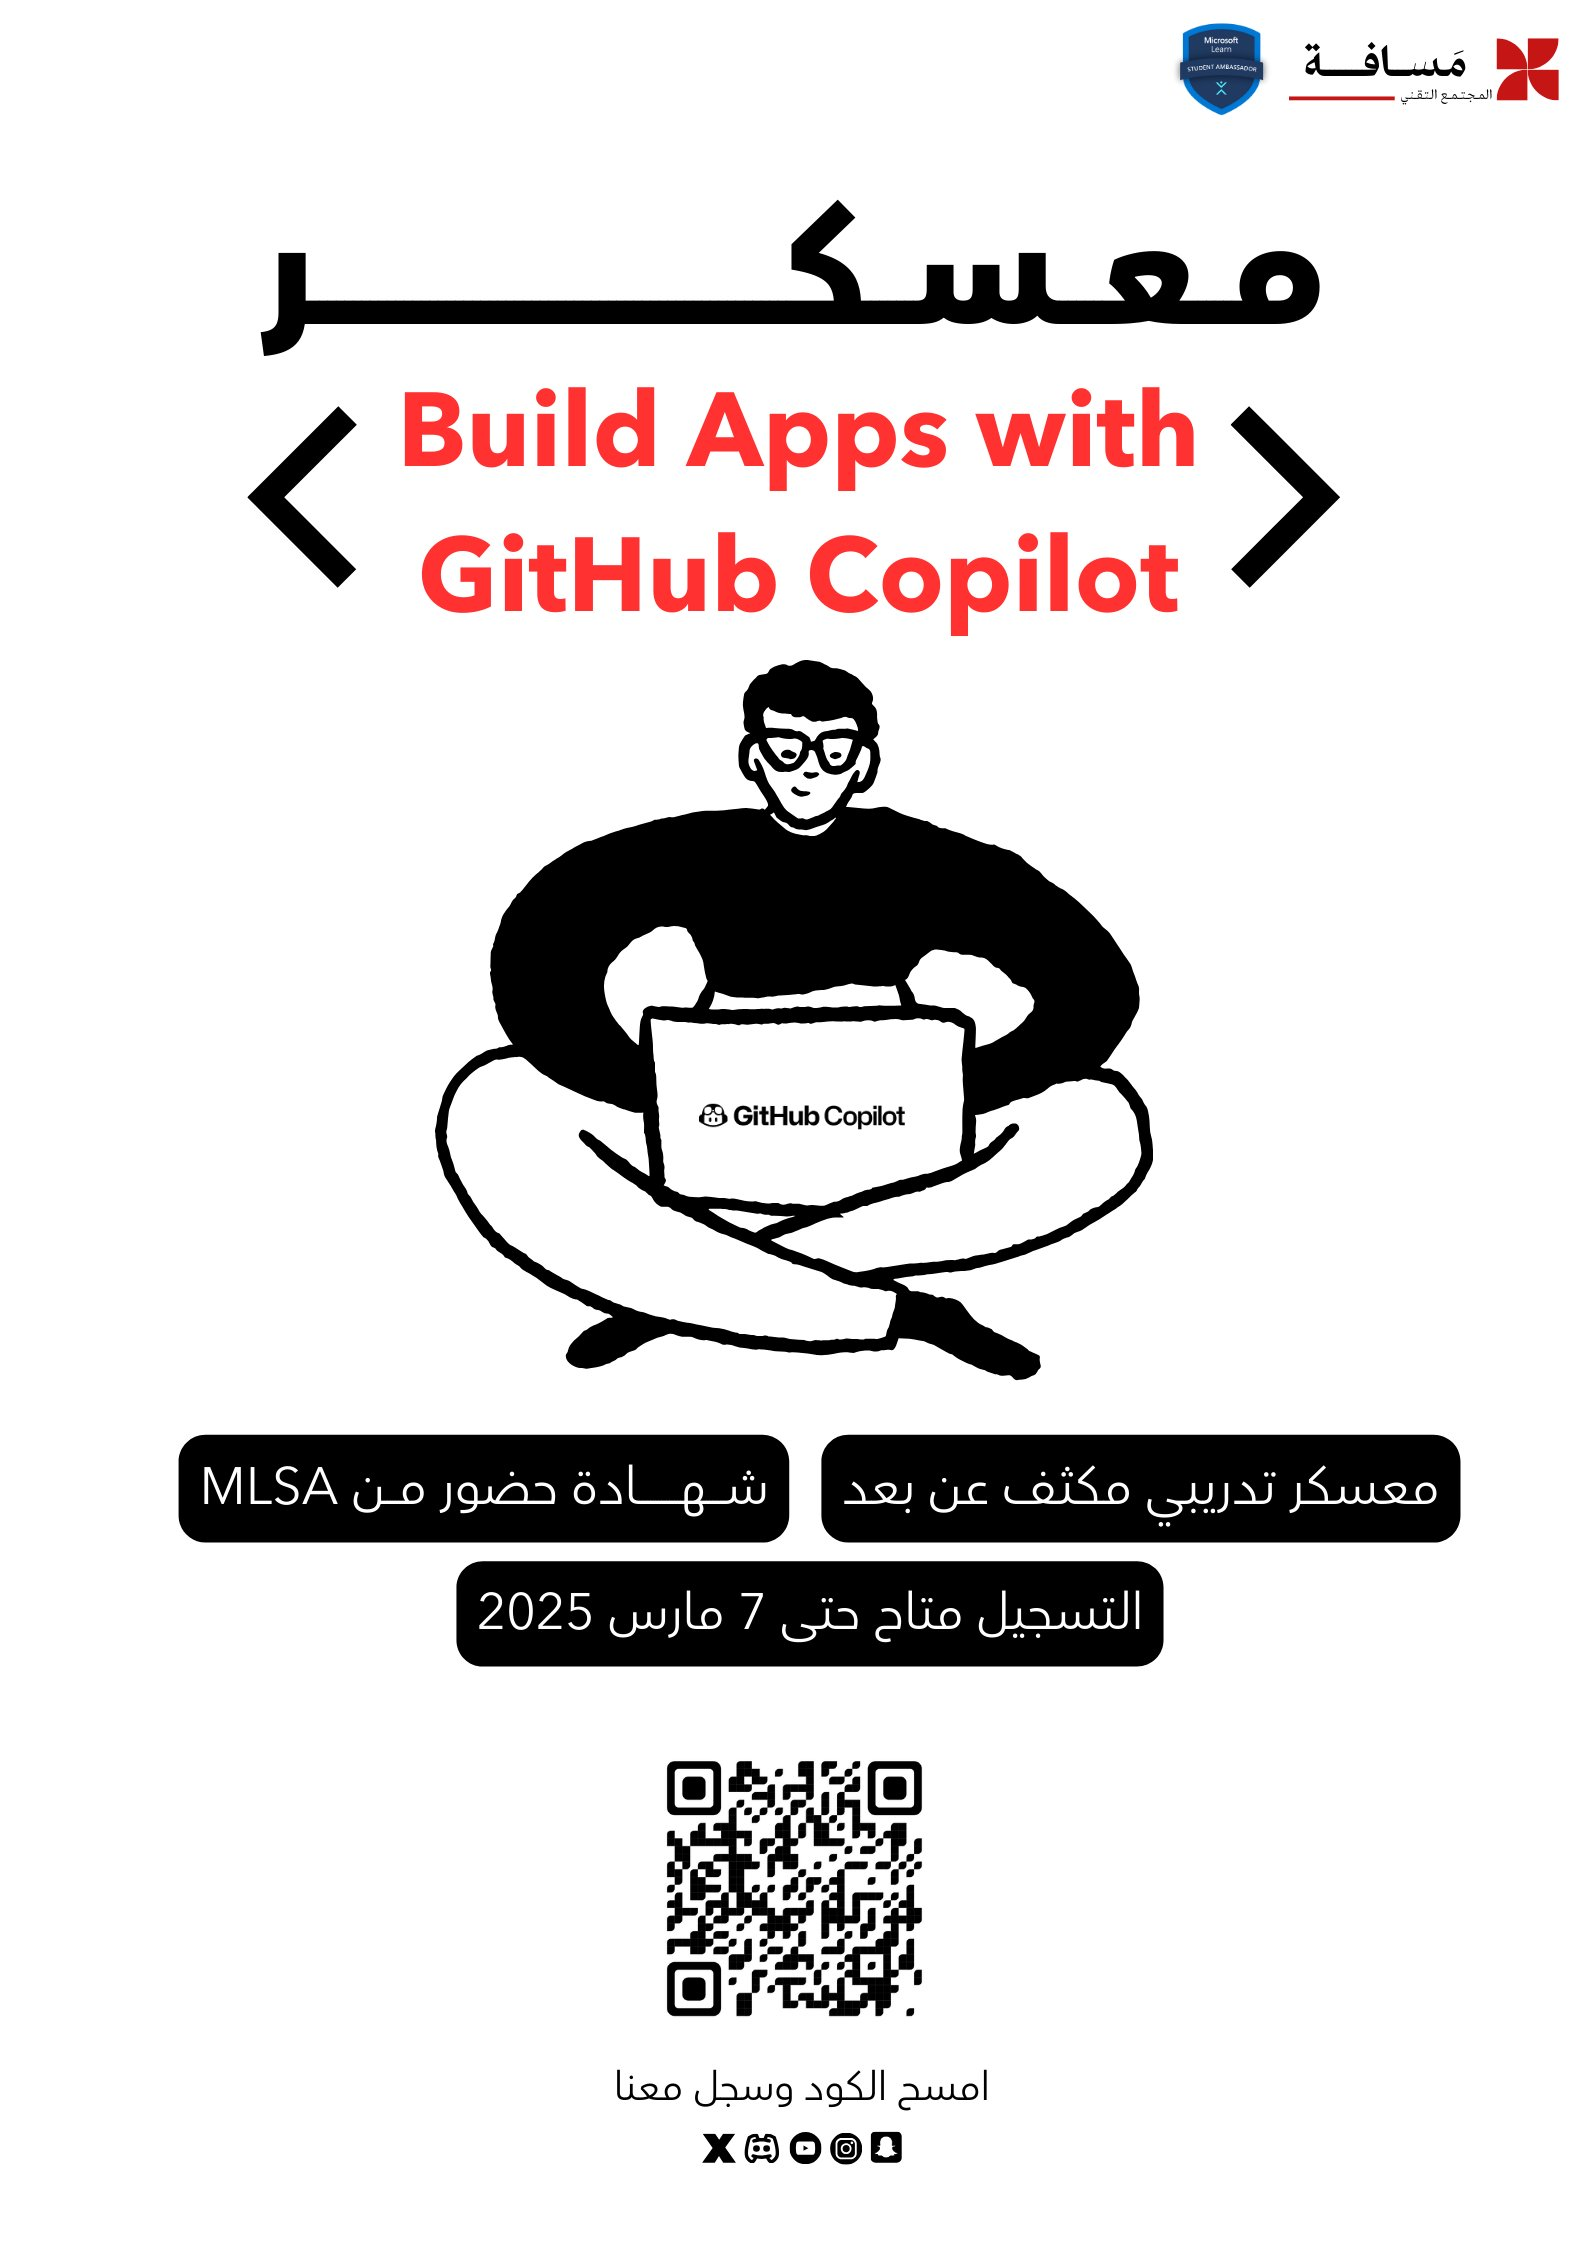 Microsoft
Learn
STUDENT AMBASSADOR
مَسافة
المجتمع التقني
معسكر
Build Apps with
GitHub Copilot
GitHub Copilot
معسكر تدريبي مكثف عن بعد
شهادة حضور من MLSA
التسجيل متاح حتى 7 مارس 2025
امسح الكود وسجل معنا